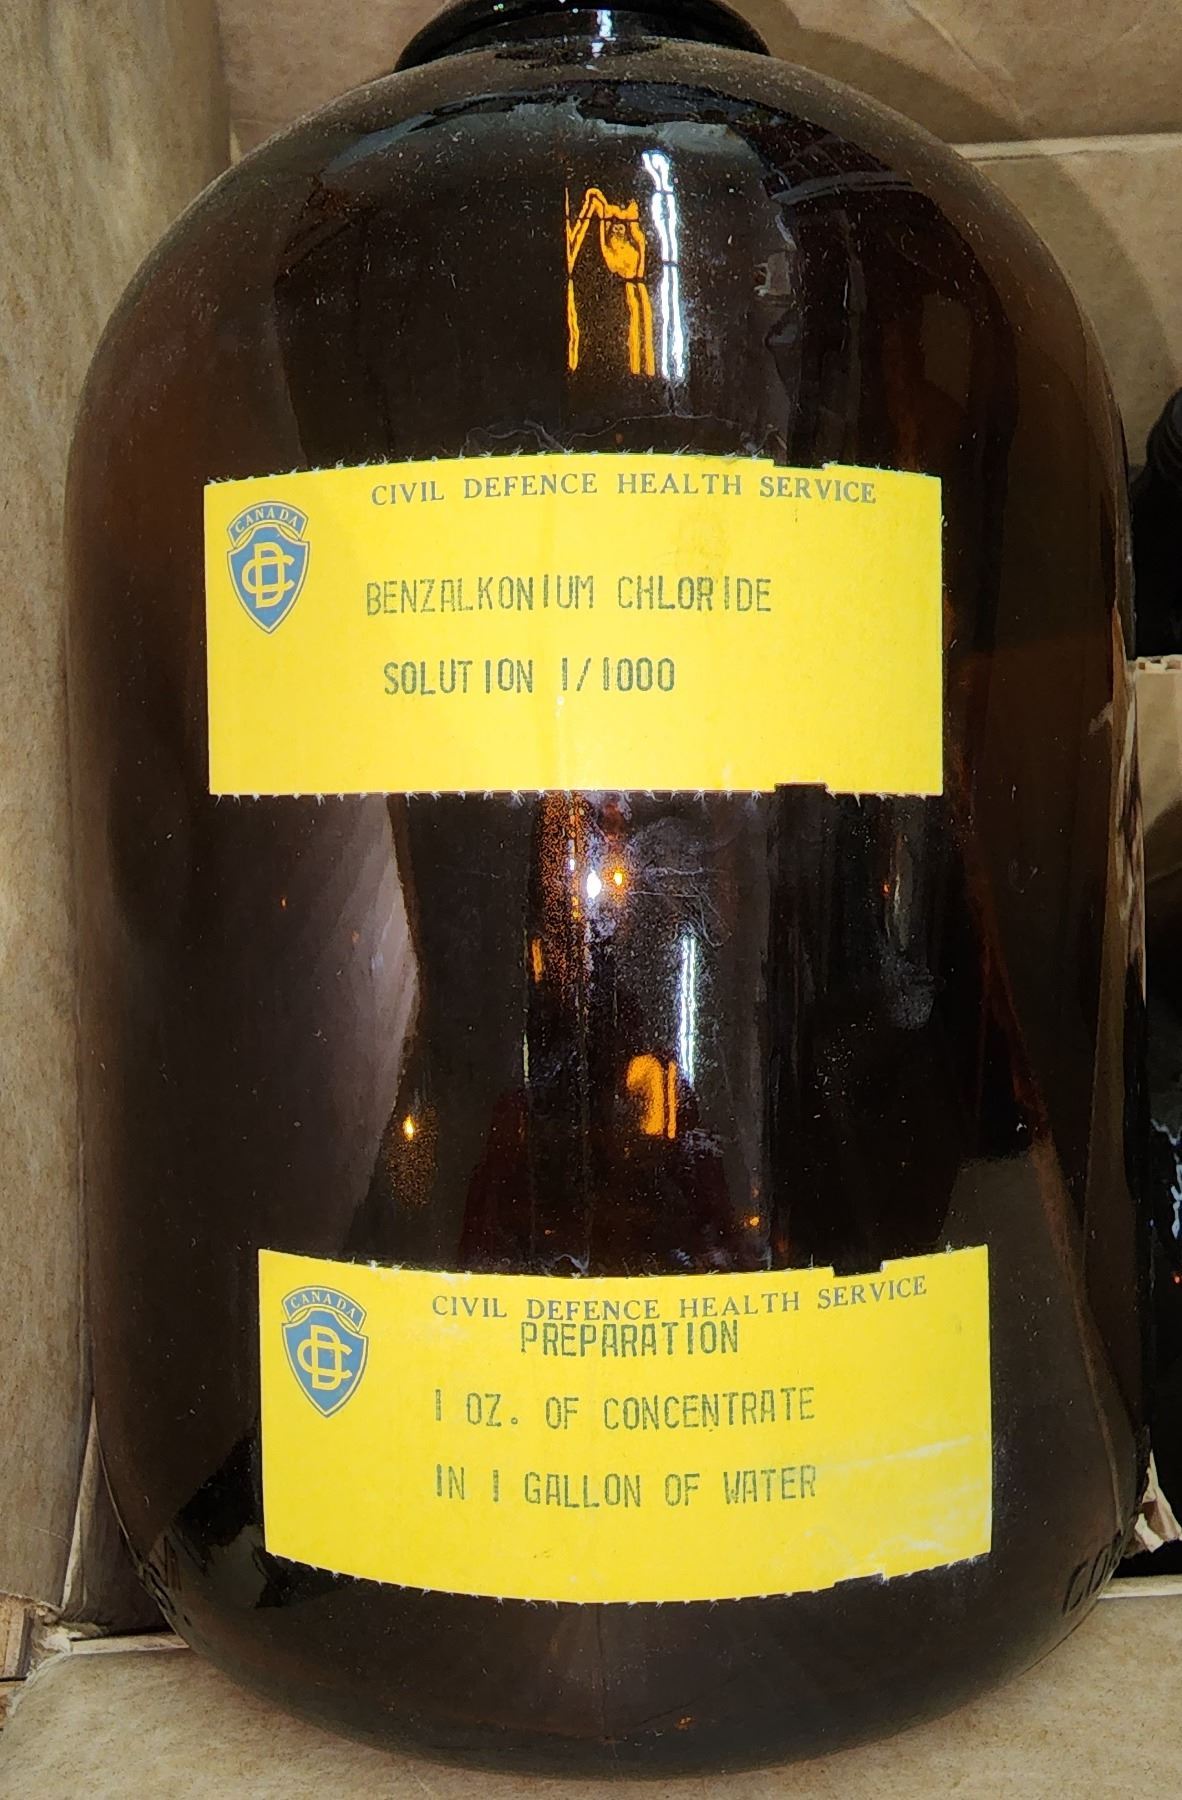 CIVIL DEFENCE HEALTH SERVICE
CANADA
CD
BENZALKONIUM CHLORIDE
SOLUTION 1/1000
CIVIL DEFENCE HEALTH SERVICE
CANADA
CD
PREPARATION
1 OZ. OF CONCENTRATE
IN 1 GALLON OF WATER